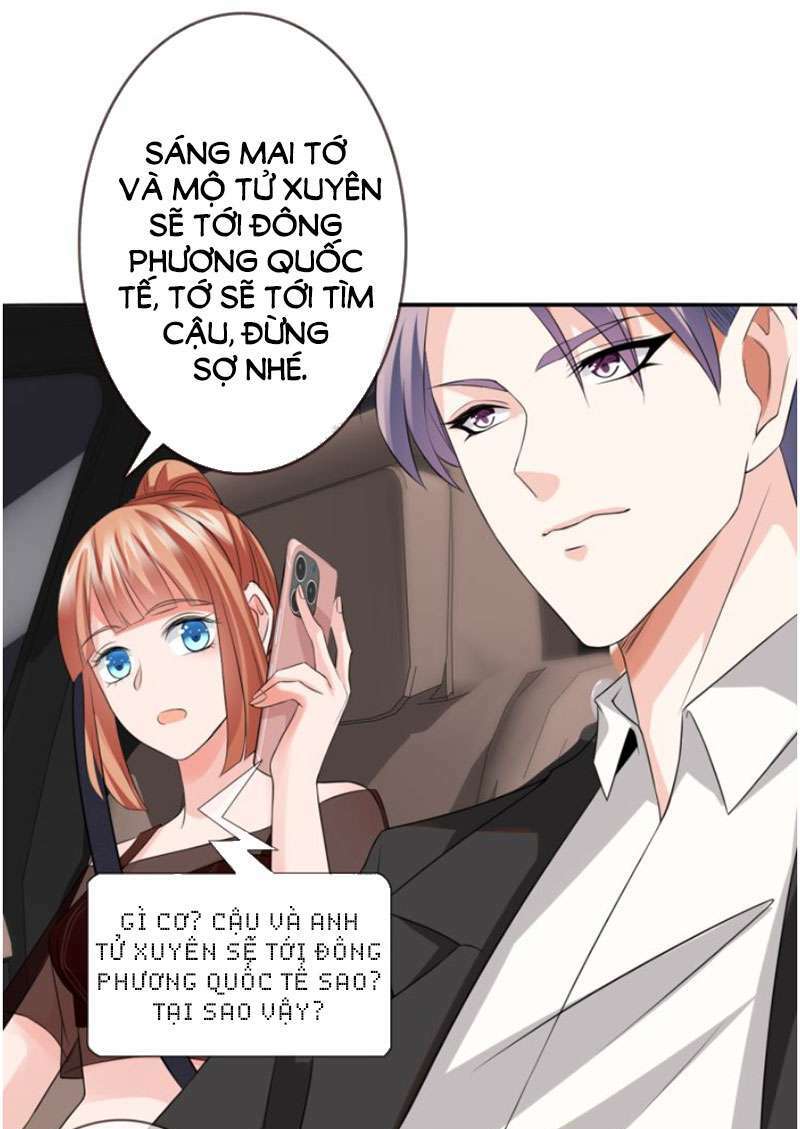 SÁNG MAI TỚ
VÀ MỘ TỬ XUYÊN
SẼ TỚI ĐÔNG
PHƯƠNG QUỐC
TẾ, TỚ SẼ TỚI TÌM
CẬU, ĐỪNG
SỢ NHÉ.
GÌ CƠ? CẬU VÀ ANH
TỬ XUYÊN SẼ TỚI ĐÔNG
PHƯƠNG QUỐC TẾ SAO?
TẠI SAO VẬY?